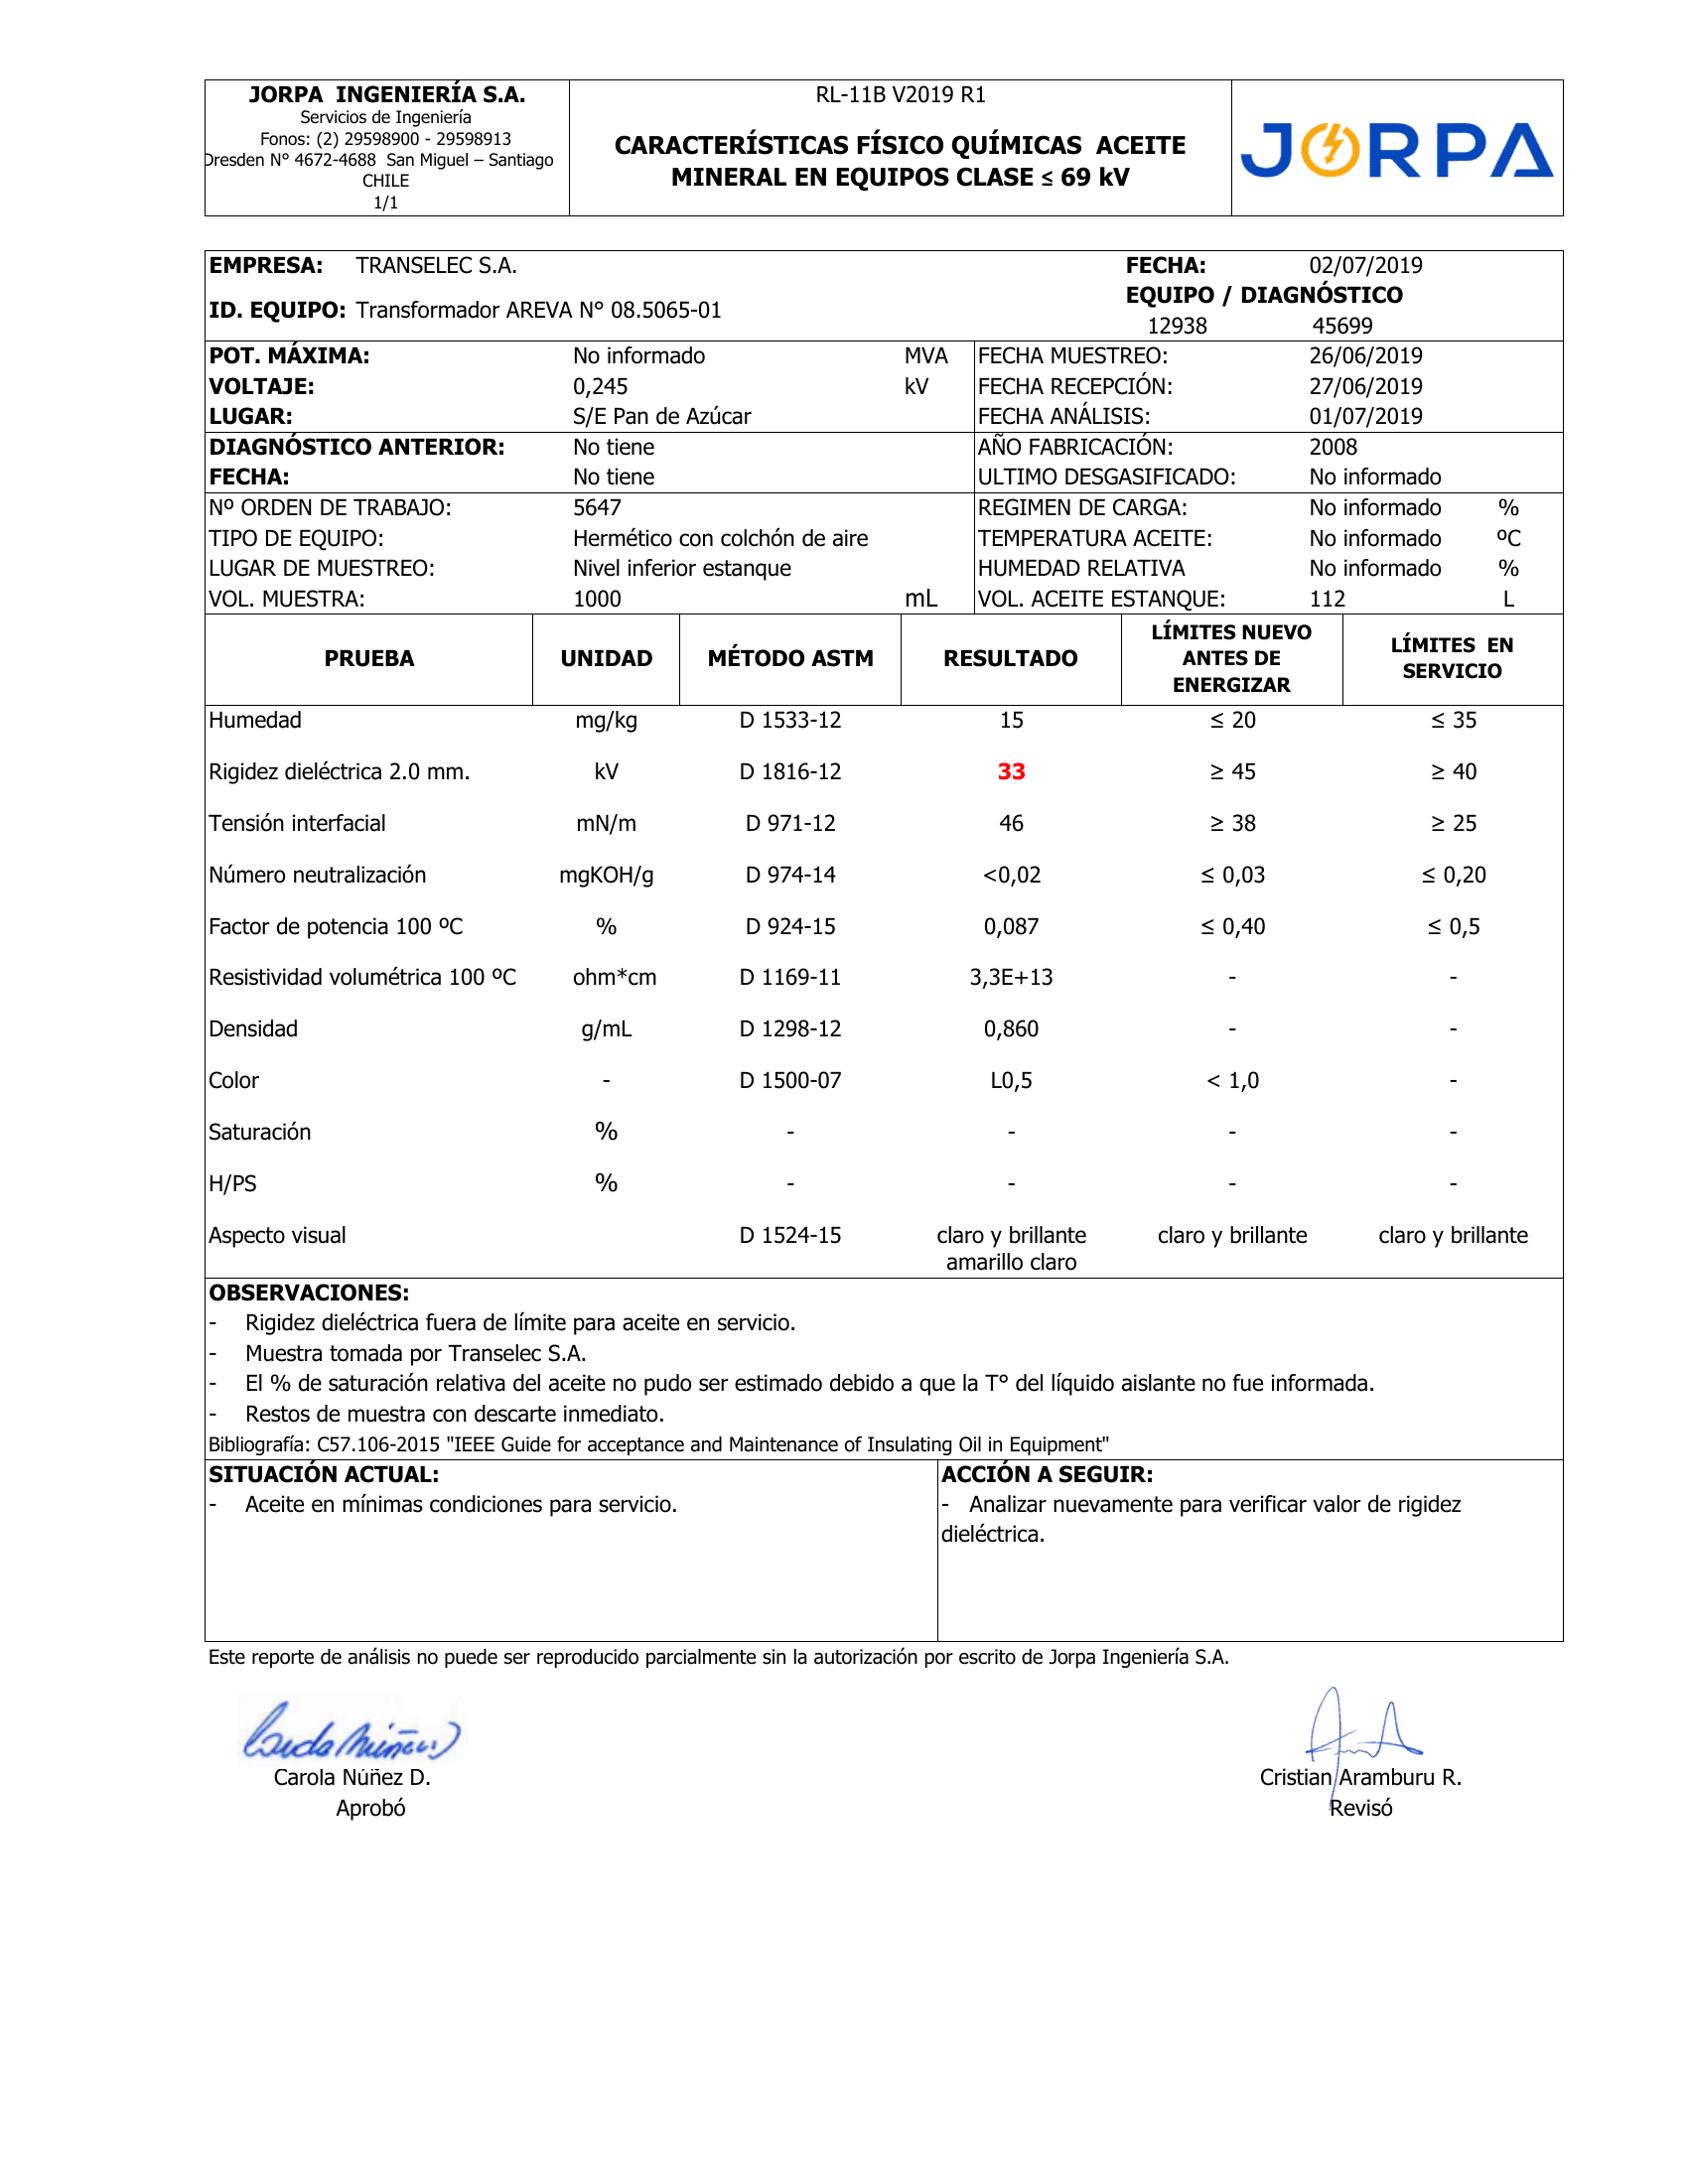 JORPA INGENIERÍA S.A.
Servicios de Ingeniería
Fonos: (2) 29598900 - 29598913
Dresden N° 4672-4688 San Miguel – Santiago
CHILE
1/1
RL-11B V2019 R1
CARACTERÍSTICAS FÍSICO QUÍMICAS ACEITE
MINERAL EN EQUIPOS CLASE ≤ 69 kV
JORPA
EMPRESA: TRANSELEC S.A. FECHA: 02/07/2019
ID. EQUIPO: Transformador AREVA N° 08.5065-01 EQUIPO / DIAGNÓSTICO
12938 45699
POT. MÁXIMA: No informado MVA FECHA MUESTREO: 26/06/2019
VOLTAJE: 0,245 kV FECHA RECEPCIÓN: 27/06/2019
LUGAR: S/E Pan de Azúcar FECHA ANÁLISIS: 01/07/2019
DIAGNÓSTICO ANTERIOR: No tiene AÑO FABRICACIÓN: 2008
FECHA: No tiene ULTIMO DESGASIFICADO: No informado
Nº ORDEN DE TRABAJO: 5647 REGIMEN DE CARGA: No informado %
TIPO DE EQUIPO: Hermético con colchón de aire TEMPERATURA ACEITE: No informado ºC
LUGAR DE MUESTREO: Nivel inferior estanque HUMEDAD RELATIVA No informado %
VOL. MUESTRA: 1000 mL VOL. ACEITE ESTANQUE: 112 L
PRUEBA UNIDAD MÉTODO ASTM RESULTADO LÍMITES NUEVO ANTES DE ENERGIZAR LÍMITES EN SERVICIO
Humedad mg/kg D 1533-12 15 ≤ 20 ≤ 35
Rigidez dieléctrica 2.0 mm. kV D 1816-12 33 ≥ 45 ≥ 40
Tensión interfacial mN/m D 971-12 46 ≥ 38 ≥ 25
Número neutralización mgKOH/g D 974-14 <0,02 ≤ 0,03 ≤ 0,20
Factor de potencia 100 ºC % D 924-15 0,087 ≤ 0,40 ≤ 0,5
Resistividad volumétrica 100 ºC ohm*cm D 1169-11 3,3E+13 - -
Densidad g/mL D 1298-12 0,860 - -
Color - D 1500-07 L0,5 < 1,0 -
Saturación % - - - -
H/PS % - - - -
Aspecto visual D 1524-15 claro y brillante claro y brillante claro y brillante
amarillo claro
OBSERVACIONES:
- Rigidez dieléctrica fuera de límite para aceite en servicio.
- Muestra tomada por Transelec S.A.
- El % de saturación relativa del aceite no pudo ser estimado debido a que la T° del líquido aislante no fue informada.
- Restos de muestra con descarte inmediato.
Bibliografía: C57.106-2015 "IEEE Guide for acceptance and Maintenance of Insulating Oil in Equipment"
SITUACIÓN ACTUAL:
- Aceite en mínimas condiciones para servicio.
ACCIÓN A SEGUIR:
- Analizar nuevamente para verificar valor de rigidez
dieléctrica.
Este reporte de análisis no puede ser reproducido parcialmente sin la autorización por escrito de Jorpa Ingeniería S.A.
Carola Núñez D.
Aprobó
Cristian Aramburu R.
Revisó